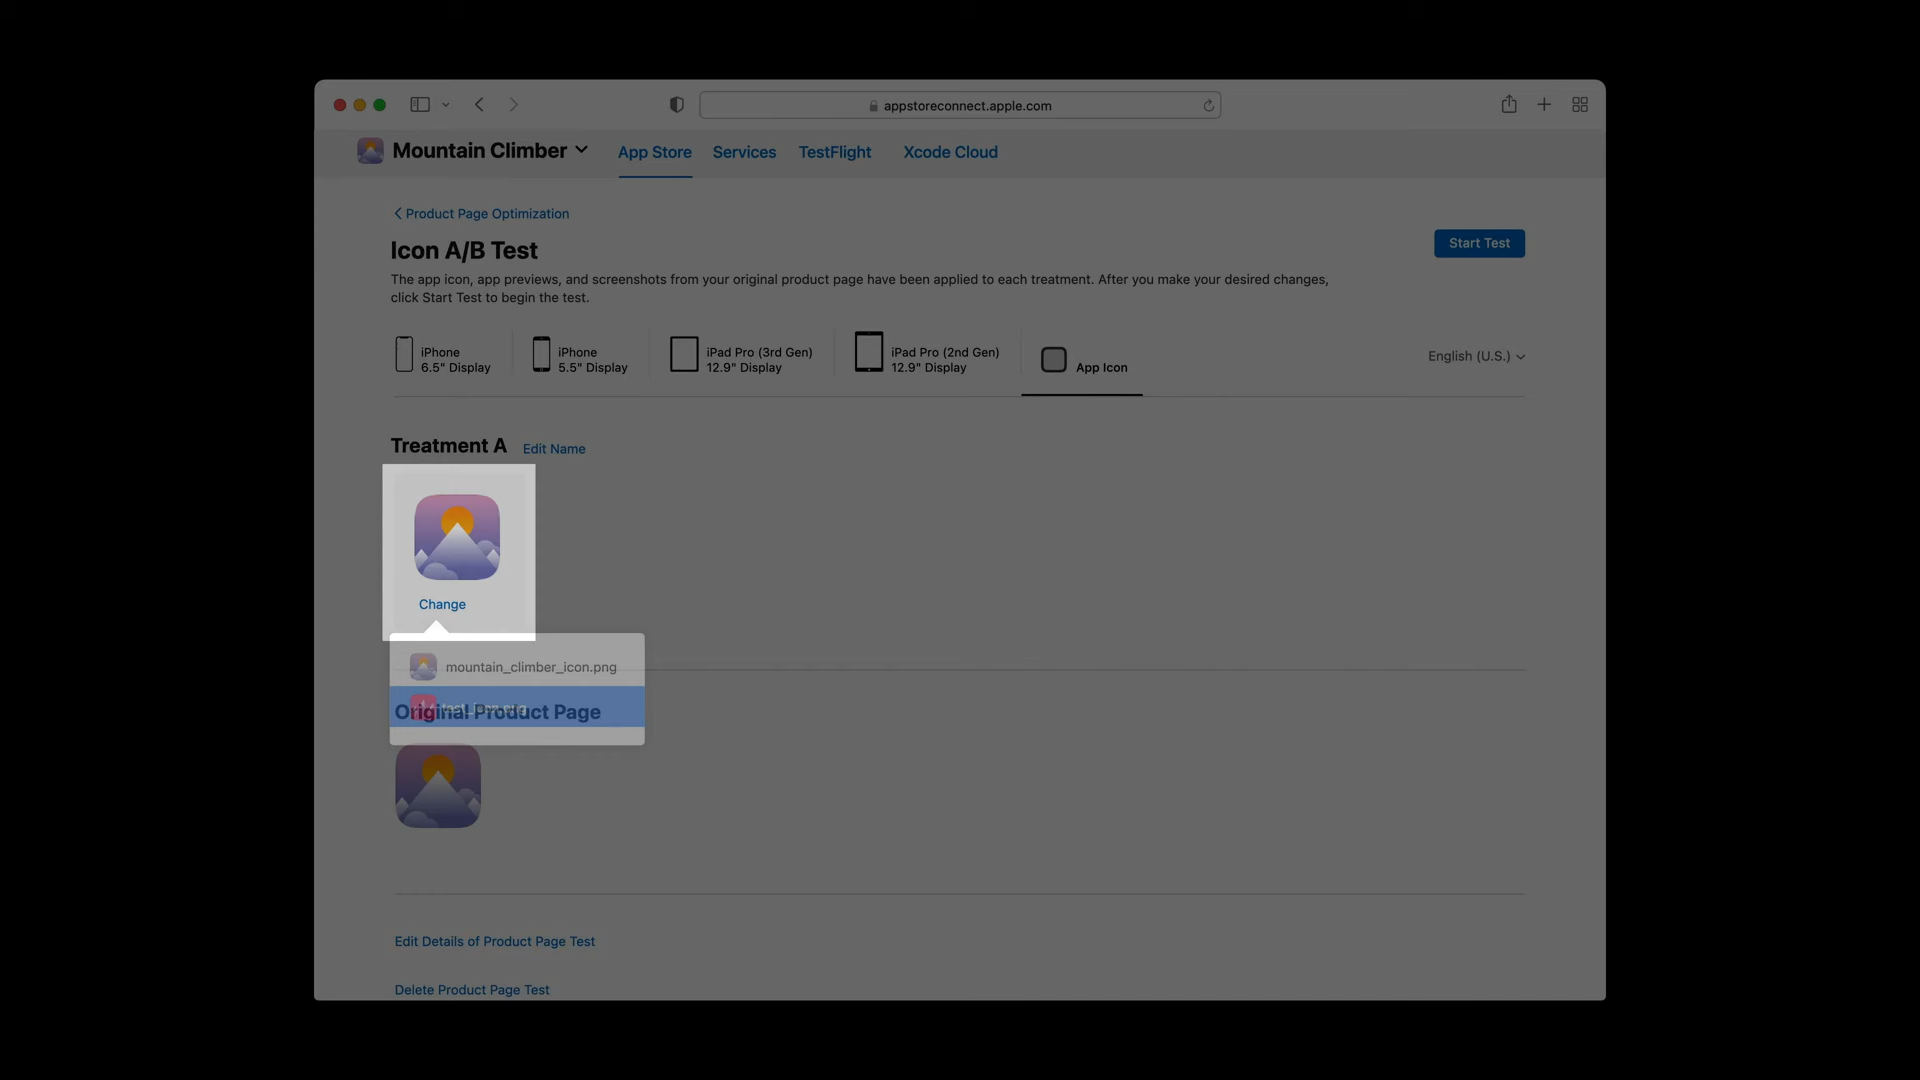 appstoreconnect.apple.com
Mountain Climber
App Store
Services
TestFlight
Xcode Cloud
Product Page Optimization
Icon A/B Test
Start Test
The app icon, app previews, and screenshots from your original product page have been applied to each treatment. After you make your desired changes,
click Start Test to begin the test.
iPhone
6.5" Display
iPhone
5.5" Display
iPad Pro (3rd Gen)
12.9" Display
iPad Pro (2nd Gen)
12.9" Display
App Icon
English (U.S.)
Treatment A
Edit Name
Change
mountain_climber_icon.png
test_icon.png
Original Product Page
Edit Details of Product Page Test
Delete Product Page Test